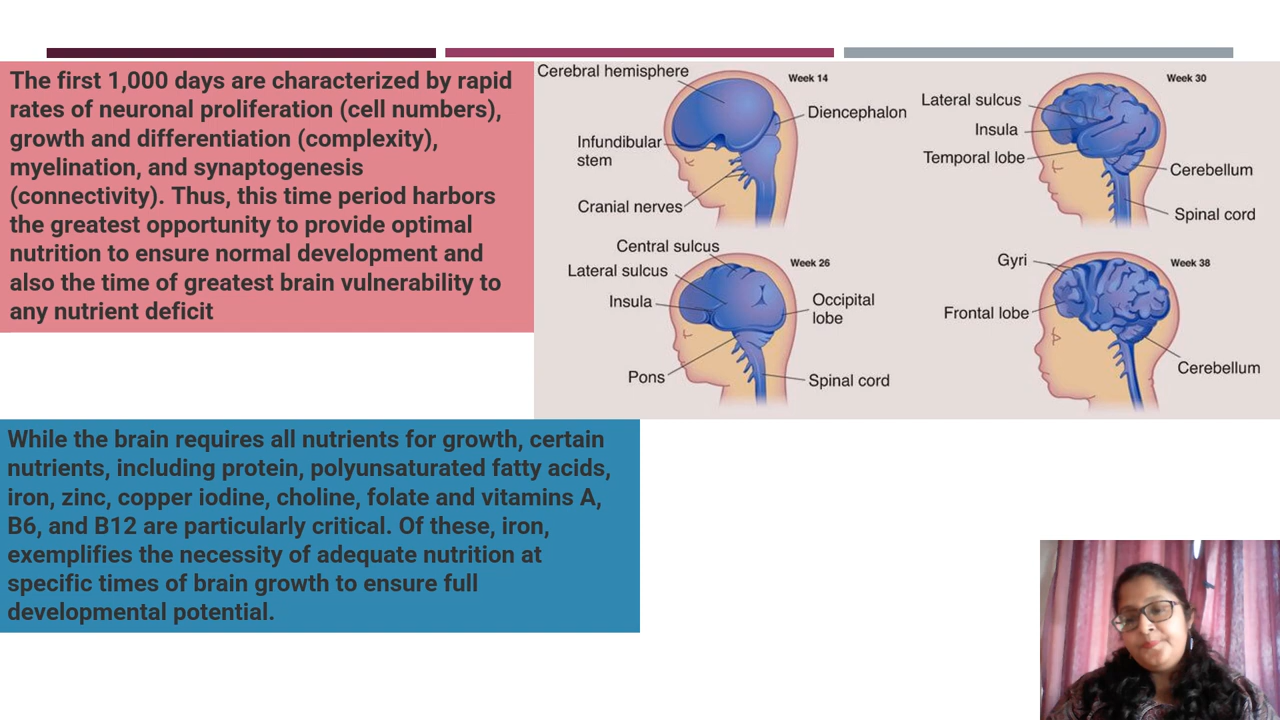 The first 1,000 days are characterized by rapid
rates of neuronal proliferation (cell numbers),
growth and differentiation (complexity),
myelination, and synaptogenesis
(connectivity). Thus, this time period harbors
the greatest opportunity to provide optimal
nutrition to ensure normal development and
also the time of greatest brain vulnerability to
any nutrient deficit
Cerebral hemisphere
Week 14
Diencephalon
Infundibular
stem
Cranial nerves
Week 30
Lateral sulcus
Insula
Temporal lobe
Cerebellum
Spinal cord
Central sulcus
Week 26
Lateral sulcus
Insula
Occipital
lobe
Pons
Spinal cord
Gyri
Week 38
Frontal lobe
Cerebellum
While the brain requires all nutrients for growth, certain
nutrients, including protein, polyunsaturated fatty acids,
iron, zinc, copper iodine, choline, folate and vitamins A,
B6, and B12 are particularly critical. Of these, iron,
exemplifies the necessity of adequate nutrition at
specific times of brain growth to ensure full
developmental potential.